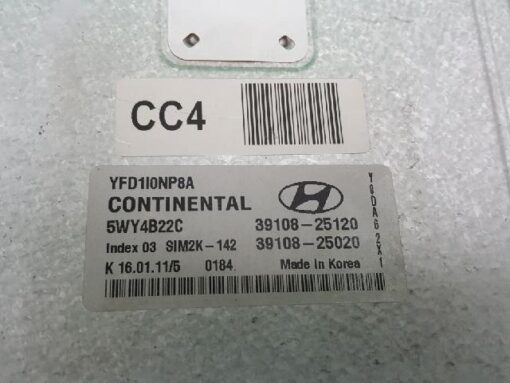 CC4
YFD1I0NP8A
CONTINENTAL
5WY4B22C 39108-25120
Index 03 SIM2K-142 39108-25020
K 16.01.11/5 0184 Made in Korea